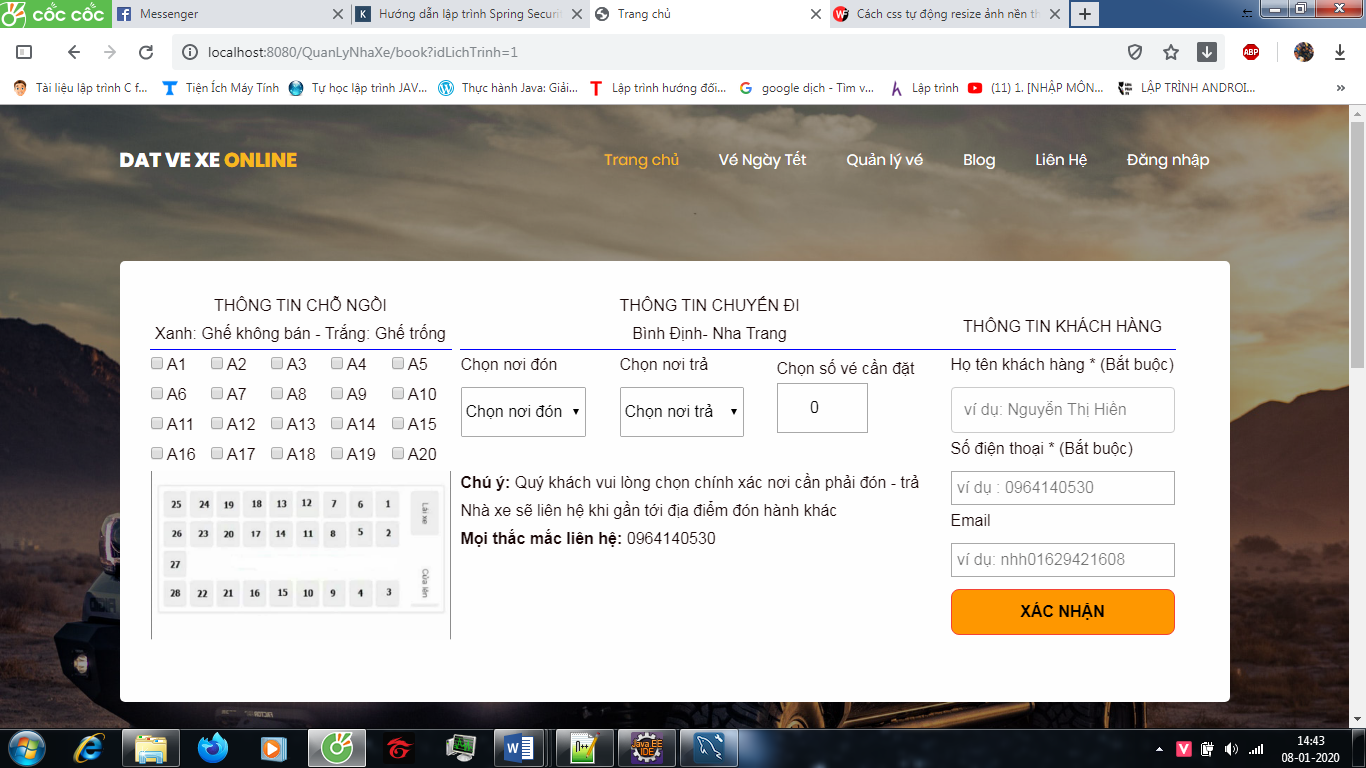 cốc cốc
Messenger
Hướng dẫn lập trình Spring Securit
Trang chủ
Cách css tự động resize ảnh nền th
localhost:8080/QuanLyNhaXe/book?idLichTrinh=1
ABP
Tài liệu lập trình C f...
Tiện Ích Máy Tính
Tự học lập trình JAV...
Thực hành Java: Giải...
Lập trình hướng đối...
google dịch - Tìm v...
Lập trình
(11) 1. [NHẬP MÔN...
LẬP TRÌNH ANDROI...
»
DAT VE XE ONLINE
Trang chủ
Vé Ngày Tết
Quản lý vé
Blog
Liên Hệ
Đăng nhập
THÔNG TIN CHỖ NGỒI
Xanh: Ghế không bán - Trắng: Ghế trống
A1 A2 A3 A4 A5
A6 A7 A8 A9 A10
A11 A12 A13 A14 A15
A16 A17 A18 A19 A20
25 24 19 18 13 12 7 6 1
Lái xe
26 23 20 17 14 11 8 5 2
27
Cửa lên
28 22 21 16 15 10 9 4 3
THÔNG TIN CHUYẾN ĐI
Bình Định- Nha Trang
Chọn nơi đón
Chọn nơi trả
Chọn số vé cần đặt
Chọn nơi đón
Chọn nơi trả
0
Chú ý: Quý khách vui lòng chọn chính xác nơi cần phải đón - trả
Nhà xe sẽ liên hệ khi gần tới địa điểm đón hành khác
Mọi thắc mắc liên hệ: 0964140530
THÔNG TIN KHÁCH HÀNG
Họ tên khách hàng * (Bắt buộc)
ví dụ: Nguyễn Thị Hiên
Số điện thoại * (Bắt buộc)
ví dụ : 0964140530
Email
ví dụ: nhh01629421608
XÁC NHẬN
Java EE
IDE
14:43
08-01-2020